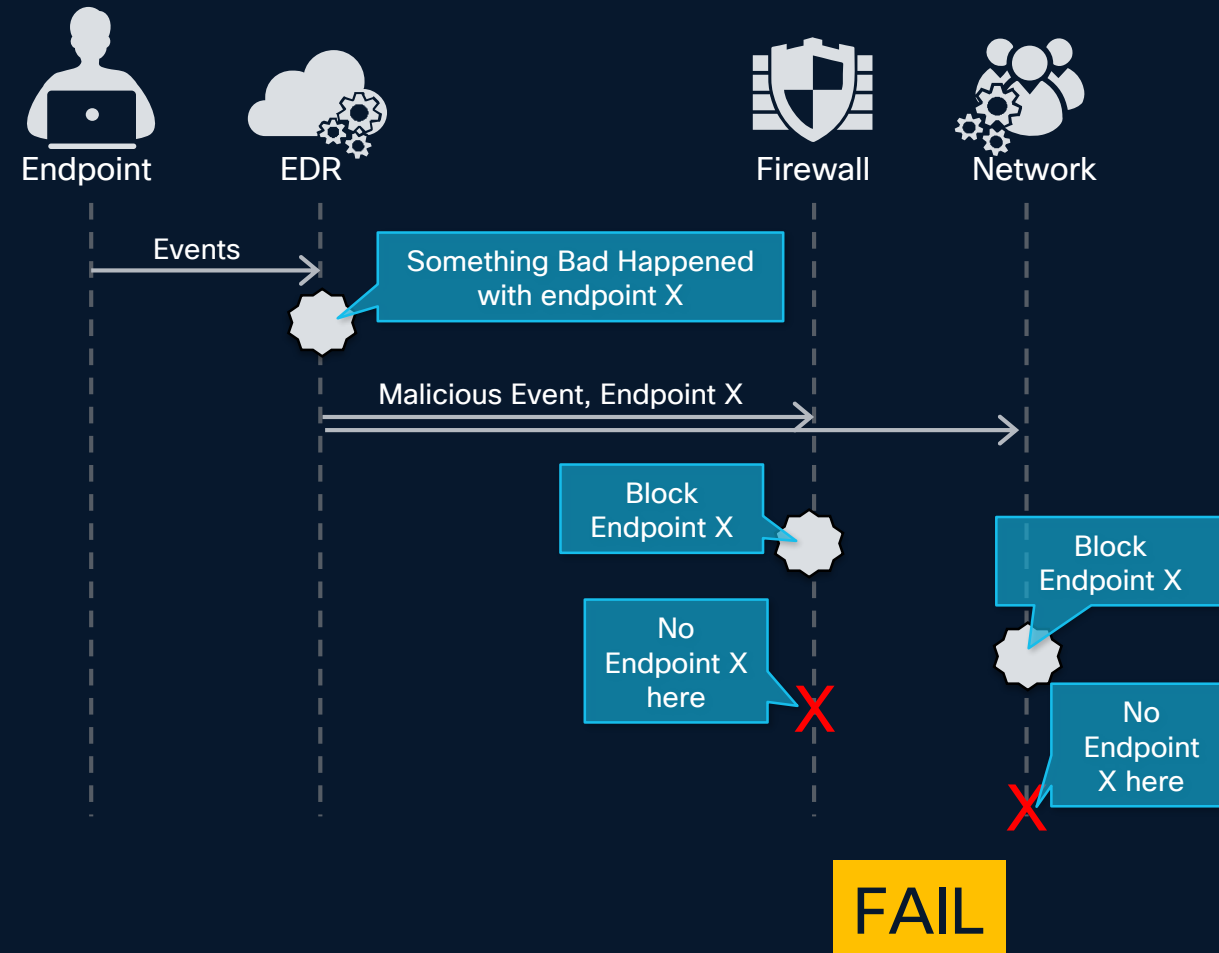 Endpoint
EDR
Firewall
Network
Events
Something Bad Happened
with endpoint X
Malicious Event, Endpoint X
Block
Endpoint X
Block
Endpoint X
No
Endpoint X
here
X
No
Endpoint
X here
X
FAIL